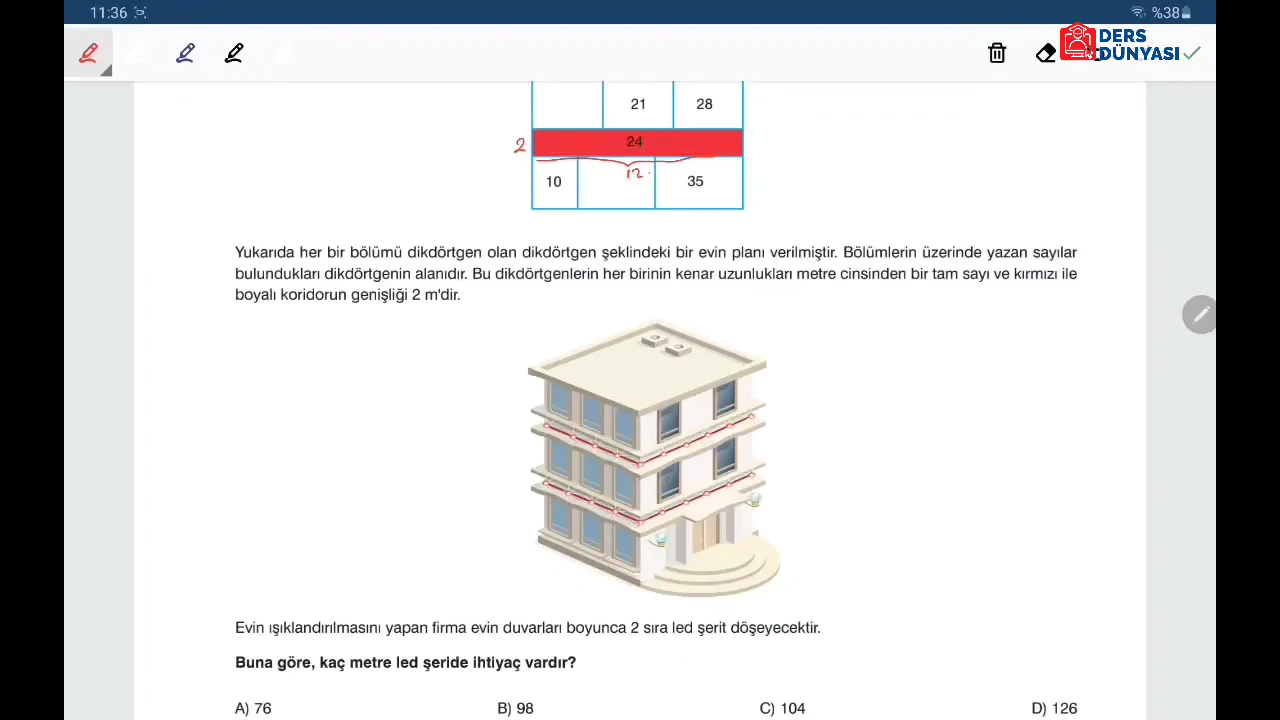 11:36 %38
DERS
DÜNYASI
21 28
2 24
12
10 35
Yukarıda her bir bölümü dikdörtgen olan dikdörtgen şeklindeki bir evin planı verilmiştir. Bölümlerin üzerinde yazan sayılar
bulundukları dikdörtgenin alanıdır. Bu dikdörtgenlerin her birinin kenar uzunlukları metre cinsinden bir tam sayı ve kırmızı ile
boyalı koridorun genişliği 2 m'dir.
Evin ışıklandırılmasını yapan firma evin duvarları boyunca 2 sıra led şerit döşeyecektir.
Buna göre, kaç metre led şeride ihtiyaç vardır?
A) 76 B) 98 C) 104 D) 126